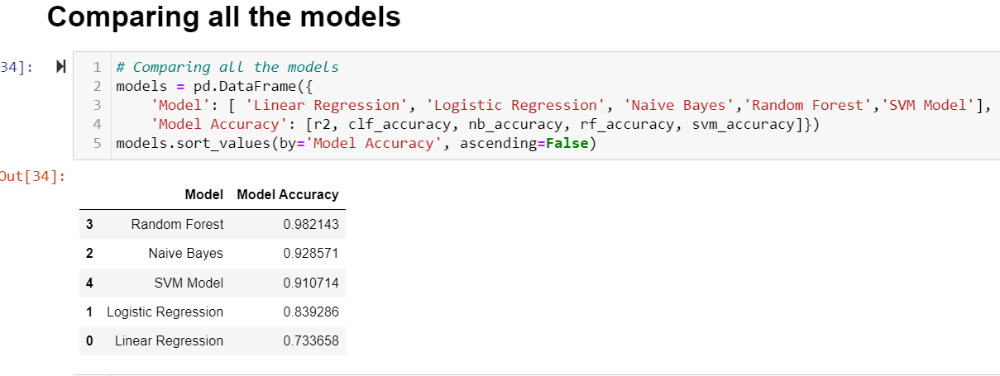 Comparing all the models
34]:
1 # Comparing all the models
2 models = pd.DataFrame({
3     'Model': [ 'Linear Regression', 'Logistic Regression', 'Naive Bayes','Random Forest','SVM Model'],
4     'Model Accuracy': [r2, clf_accuracy, nb_accuracy, rf_accuracy, svm_accuracy]})
5 models.sort_values(by='Model Accuracy', ascending=False)
Out[34]:
Model Model Accuracy
3 Random Forest 0.982143
2 Naive Bayes 0.928571
4 SVM Model 0.910714
1 Logistic Regression 0.839286
0 Linear Regression 0.733658